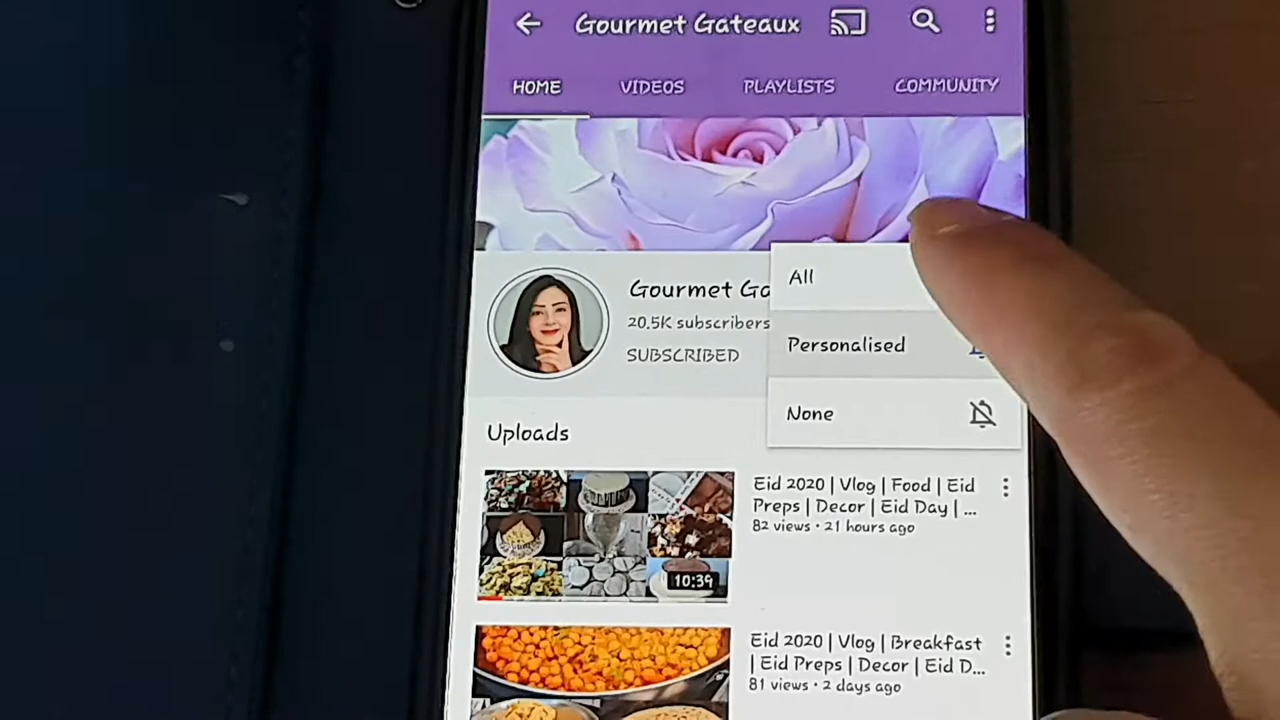 Gourmet Gateaux
HOME VIDEOS PLAYLISTS COMMUNITY
Gourmet Ga
20.5K subscribers
SUBSCRIBED
All
Personalised
None
Uploads
Eid 2020 | Vlog | Food | Eid
Preps | Decor | Eid Day | ...
82 views • 21 hours ago
10:39
Eid 2020 | Vlog | Breakfast
| Eid Preps | Decor | Eid D...
81 views • 2 days ago